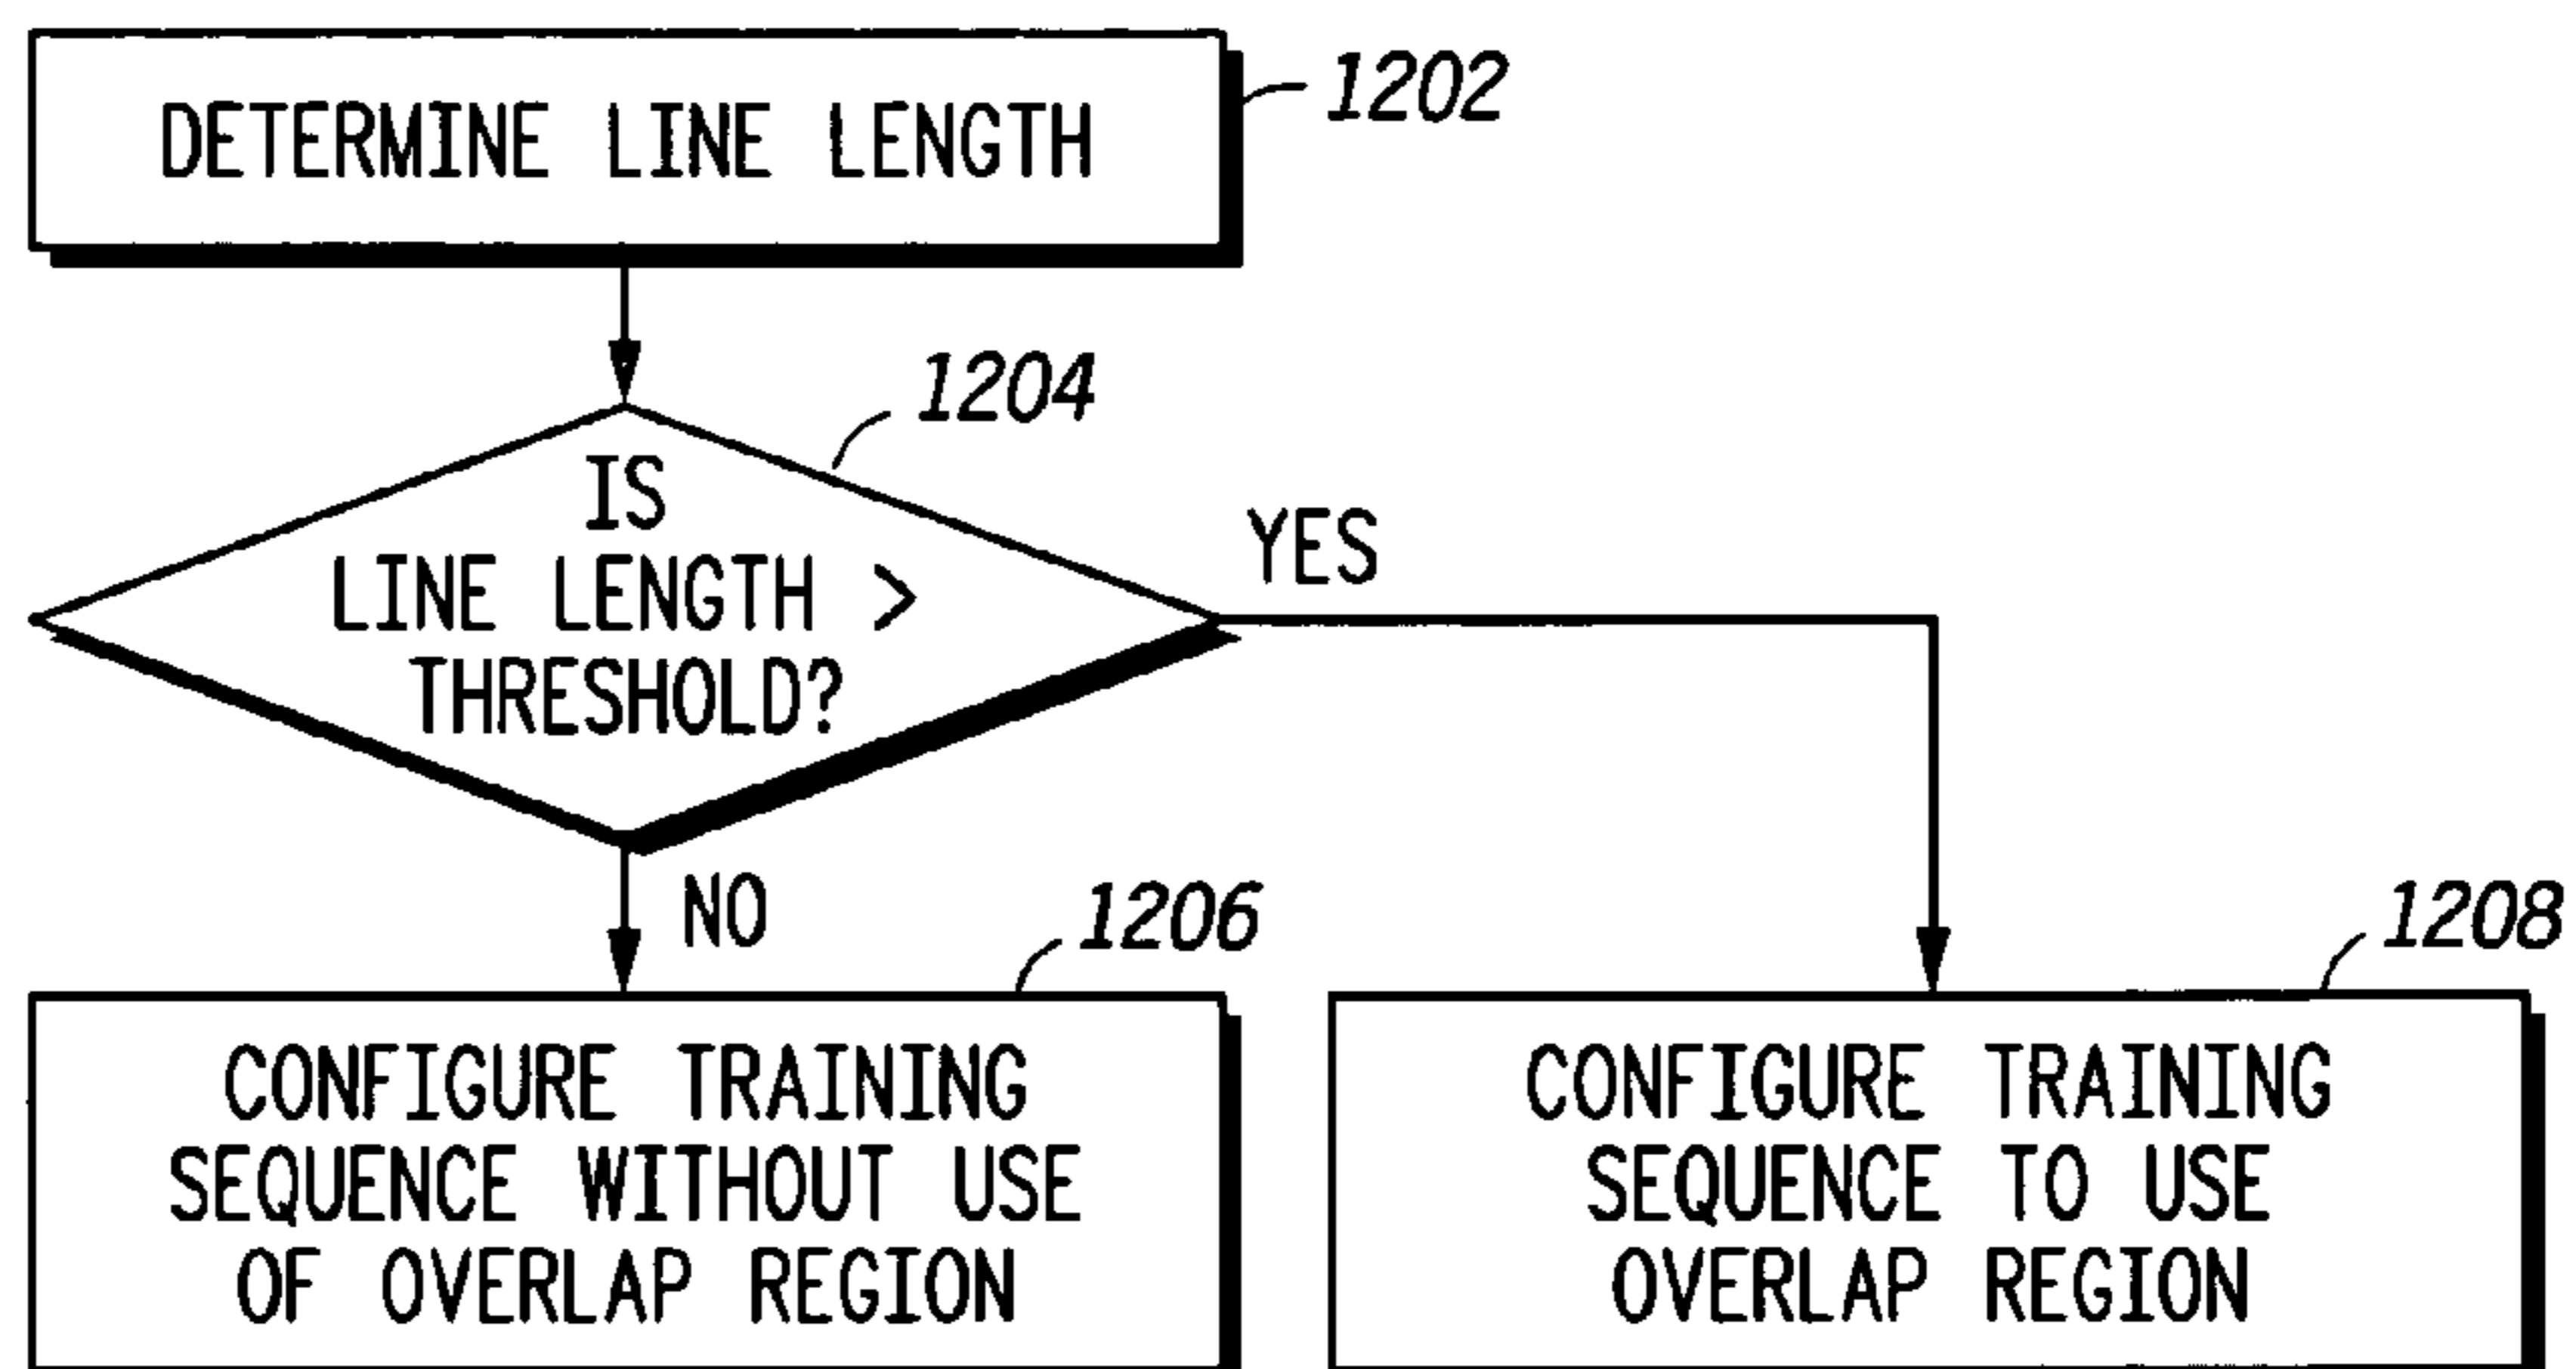 DETERMINE LINE LENGTH
1202
1204
IS
LINE LENGTH >
THRESHOLD?
YES
NO
1206
CONFIGURE TRAINING
SEQUENCE WITHOUT USE
OF OVERLAP REGION
1208
CONFIGURE TRAINING
SEQUENCE TO USE
OVERLAP REGION